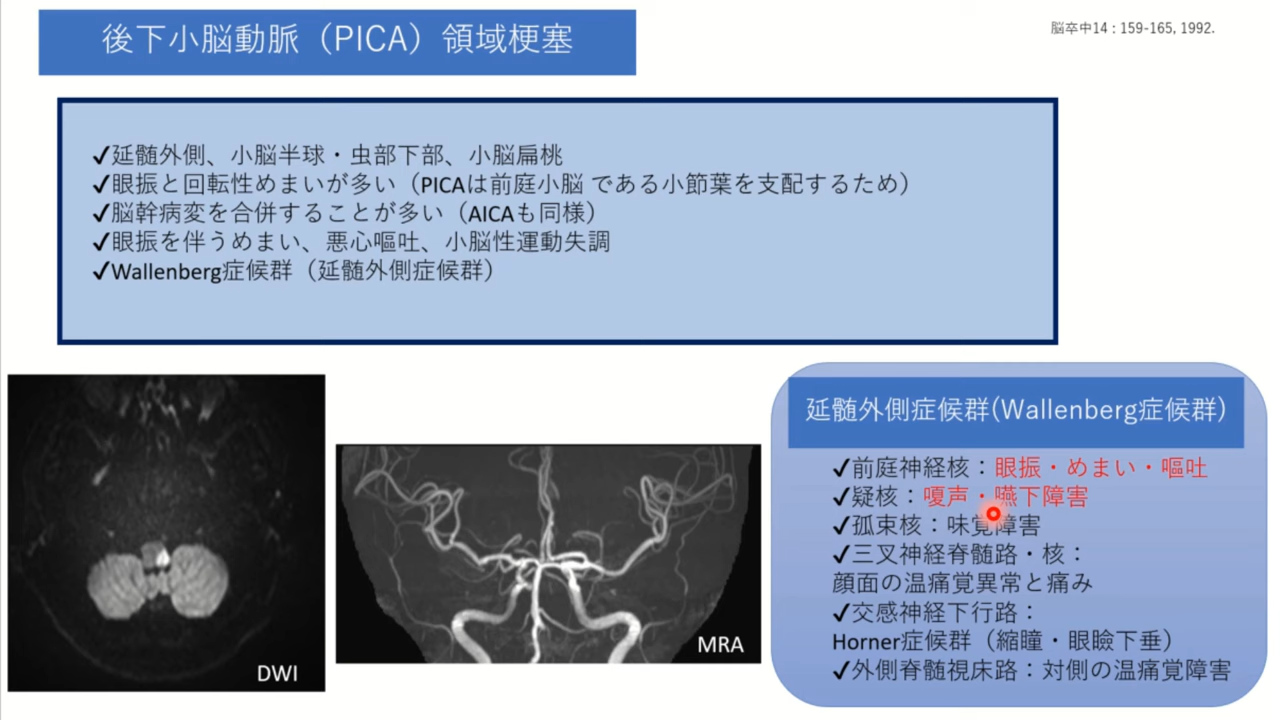 後下小脳動脈（PICA）領域梗塞
脳卒中14 : 159-165, 1992.
✓延髄外側、小脳半球・虫部下部、小脳扁桃
✓眼振と回転性めまいが多い（PICAは前庭小脳 である小節葉を支配するため）
✓脳幹病変を合併することが多い（AICAも同様）
✓眼振を伴うめまい、悪心嘔吐、小脳性運動失調
✓Wallenberg症候群（延髄外側症候群）
DWI
MRA
延髄外側症候群(Wallenberg症候群)
✓前庭神経核：眼振・めまい・嘔吐
✓疑核：嗄声・嚥下障害
✓孤束核：味覚障害
✓三叉神経脊髄路・核：
顔面の温痛覚異常と痛み
✓交感神経下行路：
Horner症候群（縮瞳・眼瞼下垂）
✓外側脊髄視床路：対側の温痛覚障害